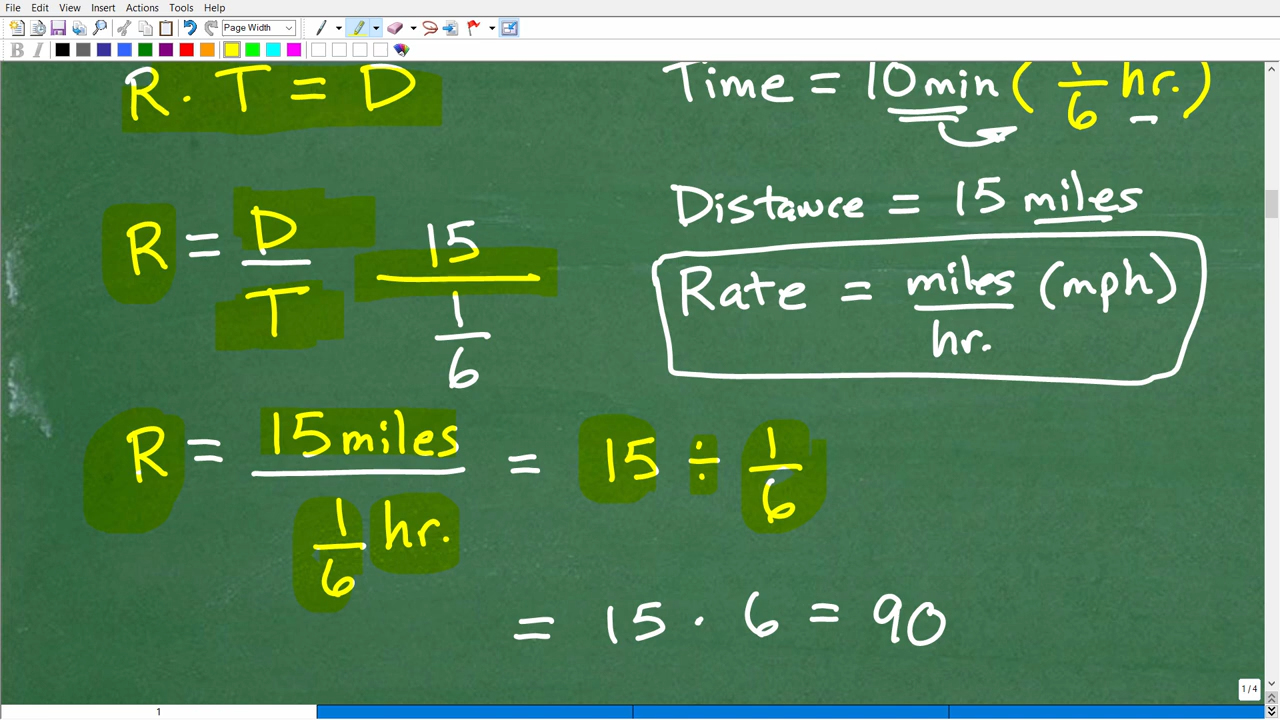 File Edit View Insert Actions Tools Help
Page Width
B I
R · T = D
Time = 10 min ( 1/6 hr. )
R = D/T 15/(1/6)
Distance = 15 miles
Rate = miles/hr. (mph)
R = 15 miles/(1/6 hr.) = 15 ÷ 1/6
= 15 · 6 = 90
1/4
1